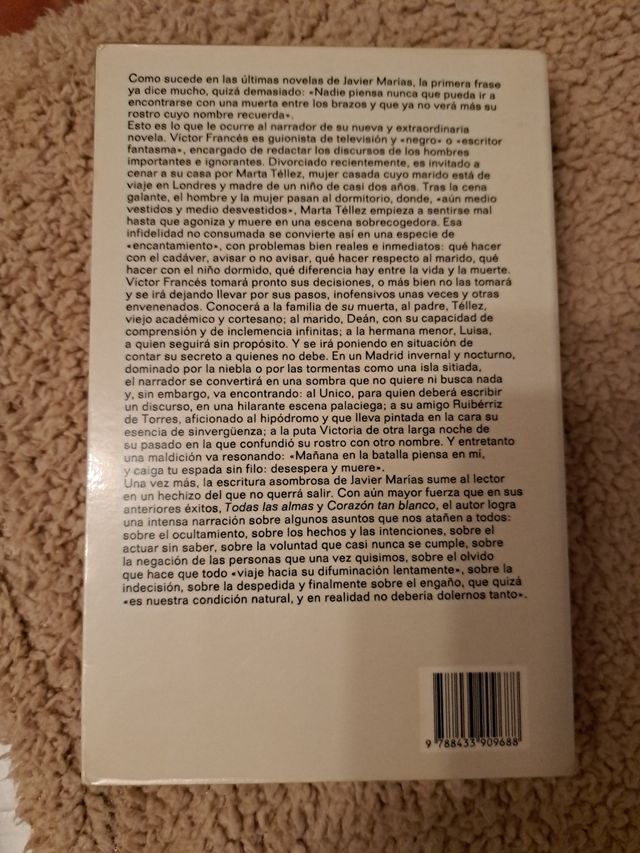 Como sucede en las últimas novelas de Javier Marías, la primera frase
ya dice mucho, quizá demasiado: «Nadie piensa nunca que pueda ir a
encontrarse con una muerta entre los brazos y que ya no verá más su
rostro cuyo nombre recuerda».
Esto es lo que le ocurre al narrador de su nueva y extraordinaria
novela. Víctor Francés es guionista de televisión y «negro» o «escritor
fantasma», encargado de redactar los discursos de los hombres
importantes e ignorantes. Divorciado recientemente, es invitado a
cenar a su casa por Marta Téllez, mujer casada cuyo marido está de
viaje en Londres y madre de un niño de casi dos años. Tras la cena
galante, el hombre y la mujer pasan al dormitorio, donde, «aún medio
vestidos y medio desvestidos», Marta Téllez empieza a sentirse mal
hasta que agoniza y muere en una escena sobrecogedora. Esa
infidelidad no consumada se convierte así en una especie de
«encantamiento», con problemas bien reales e inmediatos: qué hacer
con el cadáver, avisar o no avisar, qué hacer respecto al marido, qué
hacer con el niño dormido, qué diferencia hay entre la vida y la muerte.
Víctor Francés tomará pronto sus decisiones, o más bien no las tomará
y se irá dejando llevar por sus pasos, inofensivos unas veces y otras
envenenados. Conocerá a la familia de su muerta, al padre, Téllez,
viejo académico y cortesano; al marido, Deán, con su capacidad de
comprensión y de inclemencia infinitas; a la hermana menor, Luisa,
a quien seguirá sin propósito. Y se irá poniendo en situación de
contar su secreto a quienes no debe. En un Madrid invernal y nocturno,
dominado por la niebla o por las tormentas como una isla sitiada,
el narrador se convertirá en una sombra que no quiere ni busca nada
y, sin embargo, va encontrando: al Unico, para quien deberá escribir
un discurso, en una hilarante escena palaciega; a su amigo Ruibérriz
de Torres, aficionado al hipódromo y que lleva pintada en la cara su
esencia de sinvergüenza; a la puta Victoria de otra larga noche de
su pasado en la que confundió su rostro con otro nombre. Y entretanto
una maldición va resonando: «Mañana en la batalla piensa en mí,
y caiga tu espada sin filo: desespera y muere».
Una vez más, la escritura asombrosa de Javier Marías sume al lector
en un hechizo del que no querrá salir. Con aún mayor fuerza que en sus
anteriores éxitos, Todas las almas y Corazón tan blanco, el autor logra
una intensa narración sobre algunos asuntos que nos atañen a todos:
sobre el ocultamiento, sobre los hechos y las intenciones, sobre el
actuar sin saber, sobre la voluntad que casi nunca se cumple, sobre
la negación de las personas que una vez quisimos, sobre el olvido
que hace que todo «viaje hacia su difuminación lentamente», sobre la
indecisión, sobre la despedida y finalmente sobre el engaño, que quizá
«es nuestra condición natural, y en realidad no debería dolernos tanto».
9 788433 909688